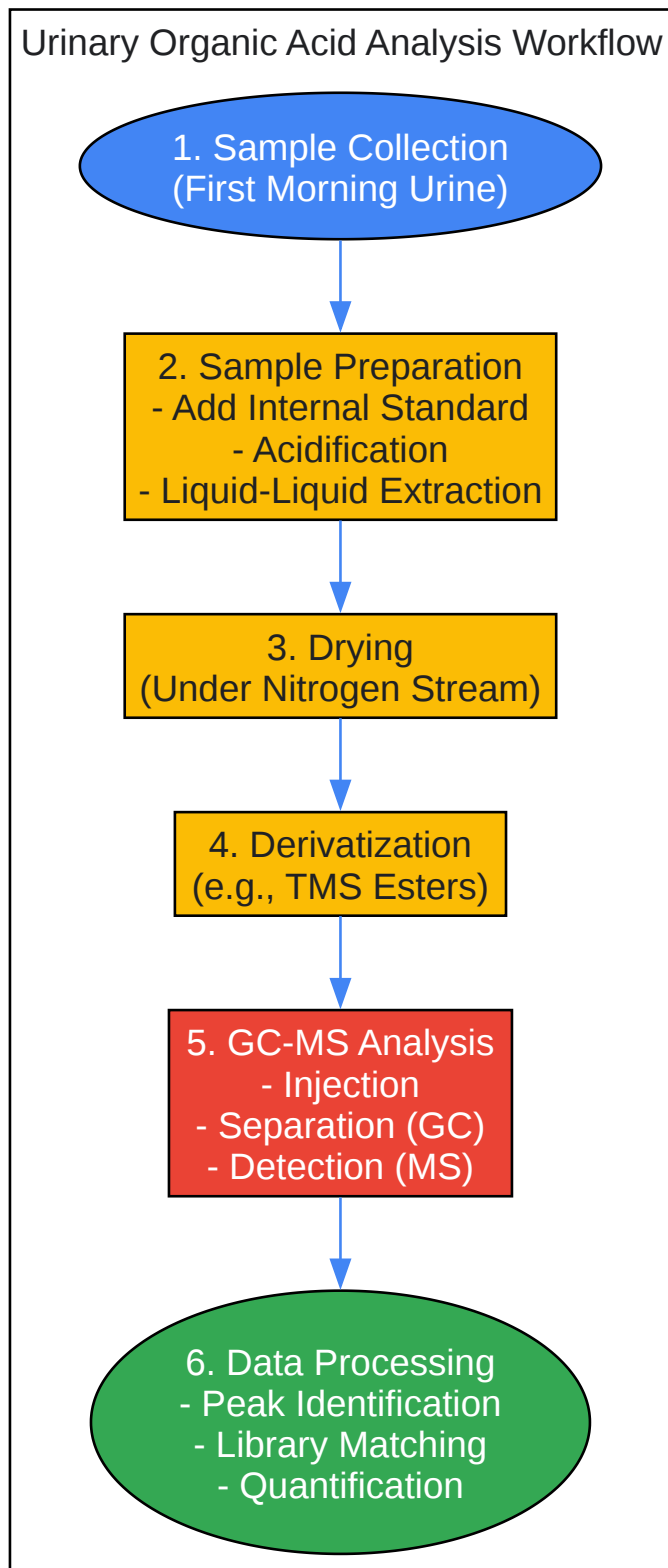 Urinary Organic Acid Analysis Workflow
1. Sample Collection
(First Morning Urine)
2. Sample Preparation
- Add Internal Standard
- Acidification
- Liquid-Liquid Extraction
3. Drying
(Under Nitrogen Stream)
4. Derivatization
(e.g., TMS Esters)
5. GC-MS Analysis
- Injection
- Separation (GC)
- Detection (MS)
6. Data Processing
- Peak Identification
- Library Matching
- Quantification